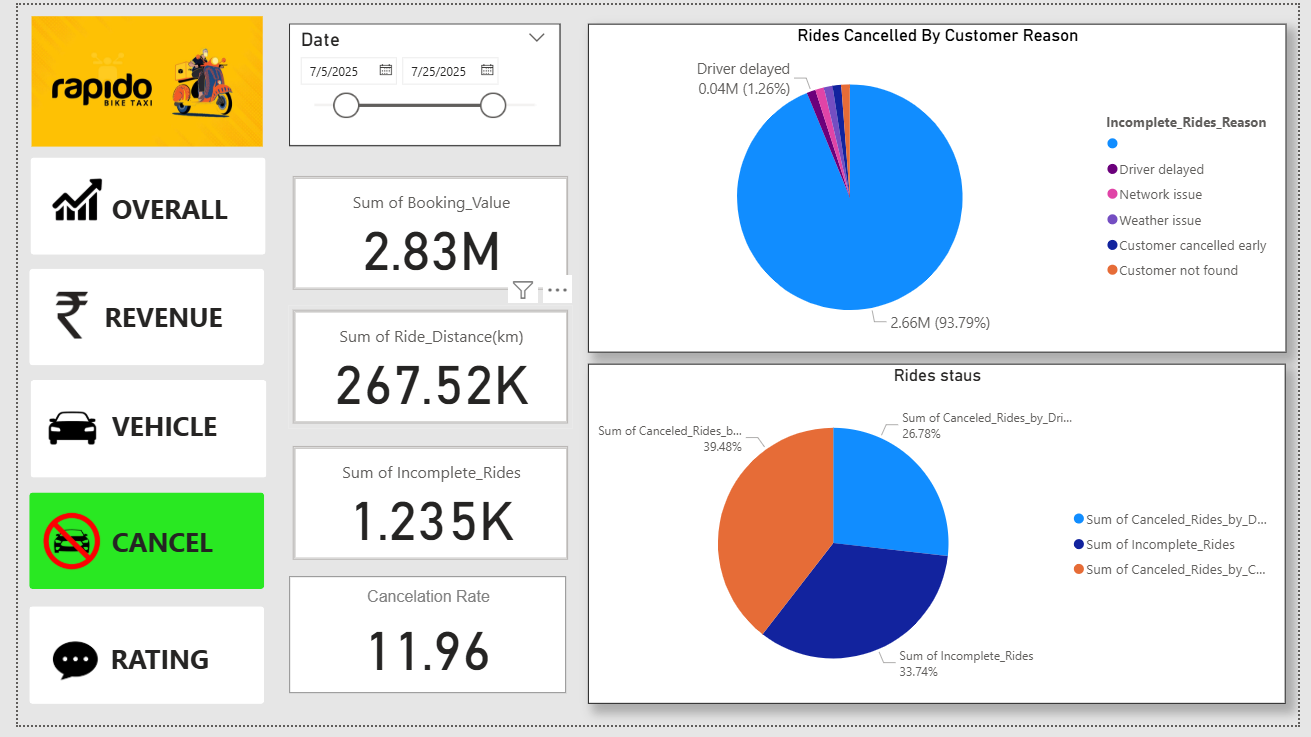 rapido
BIKE TAXI
OVERALL
REVENUE
VEHICLE
CANCEL
RATING
Date
7/5/2025
7/25/2025
Sum of Booking_Value
2.83M
Sum of Ride_Distance(km)
267.52K
Sum of Incomplete_Rides
1.235K
Cancelation Rate
11.96
Rides Cancelled By Customer Reason
Driver delayed
0.04M (1.26%)
2.66M (93.79%)
Incomplete_Rides_Reason
Driver delayed
Network issue
Weather issue
Customer cancelled early
Customer not found
Rides staus
Sum of Canceled_Rides_b...
39.48%
Sum of Canceled_Rides_by_Dri...
26.78%
Sum of Incomplete_Rides
33.74%
Sum of Canceled_Rides_by_D...
Sum of Incomplete_Rides
Sum of Canceled_Rides_by_C...